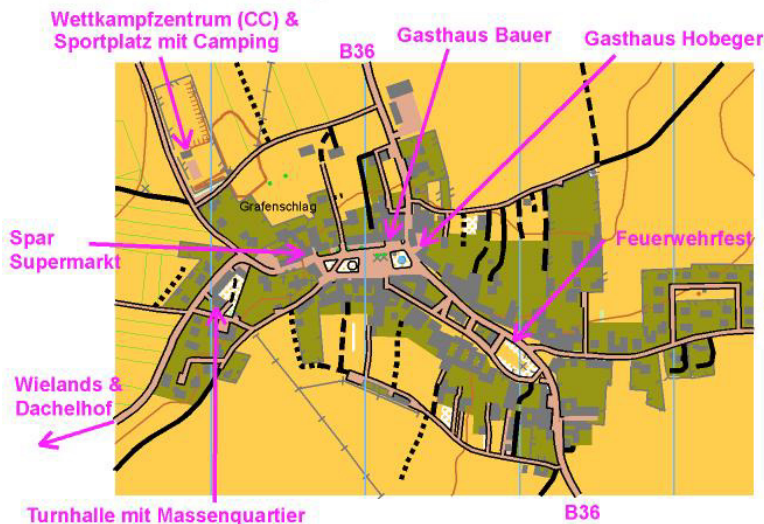 Wettkampfzentrum (CC) &
Sportplatz mit Camping
B36
Gasthaus Bauer
Gasthaus Hobeger
Grafenschlag
Spar
Supermarkt
Feuerwehrfest
Wielands &
Dachelhof
Turnhalle mit Massenquartier
B36